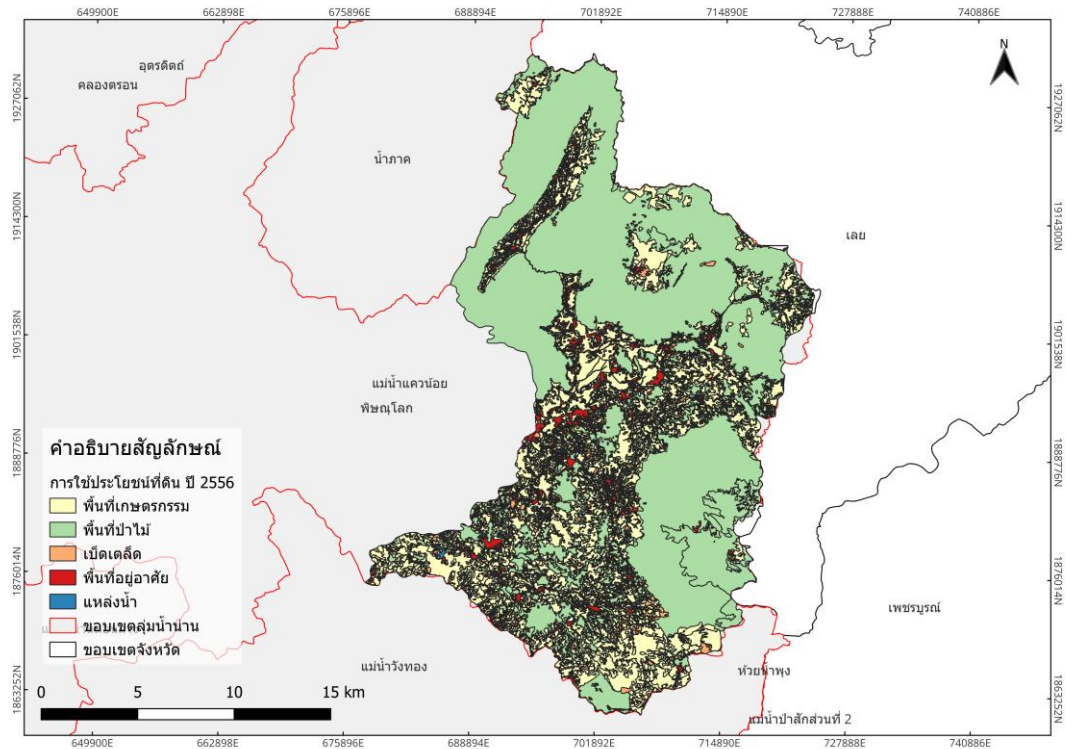 649900E 662898E 675896E 688894E 701892E 714890E 727888E 740886E
N
อุตรดิตถ์
คลองตรอน
1927062N
1927062N
น้ำภาค
1914300N
1914300N
เลย
1901538N
1901538N
แม่น้ำแควน้อย
พิษณุโลก
คำอธิบายสัญลักษณ์
1888776N
1888776N
การใช้ประโยชน์ที่ดิน ปี 2556
พื้นที่เกษตรกรรม
พื้นที่ป่าไม้
เบ็ดเตล็ด
พื้นที่อยู่อาศัย
1876014N
1876014N
แหล่งน้ำ
เพชรบูรณ์
ขอบเขตลุ่มน้ำน่าน
ขอบเขตจังหวัด
แม่น้ำวังทอง
ห้วยน้ำพุง
0 5 10 15 km
1863252N
1863252N
แม่น้ำป่าสักส่วนที่ 2
649900E 662898E 675896E 688894E 701892E 714890E 727888E 740886E